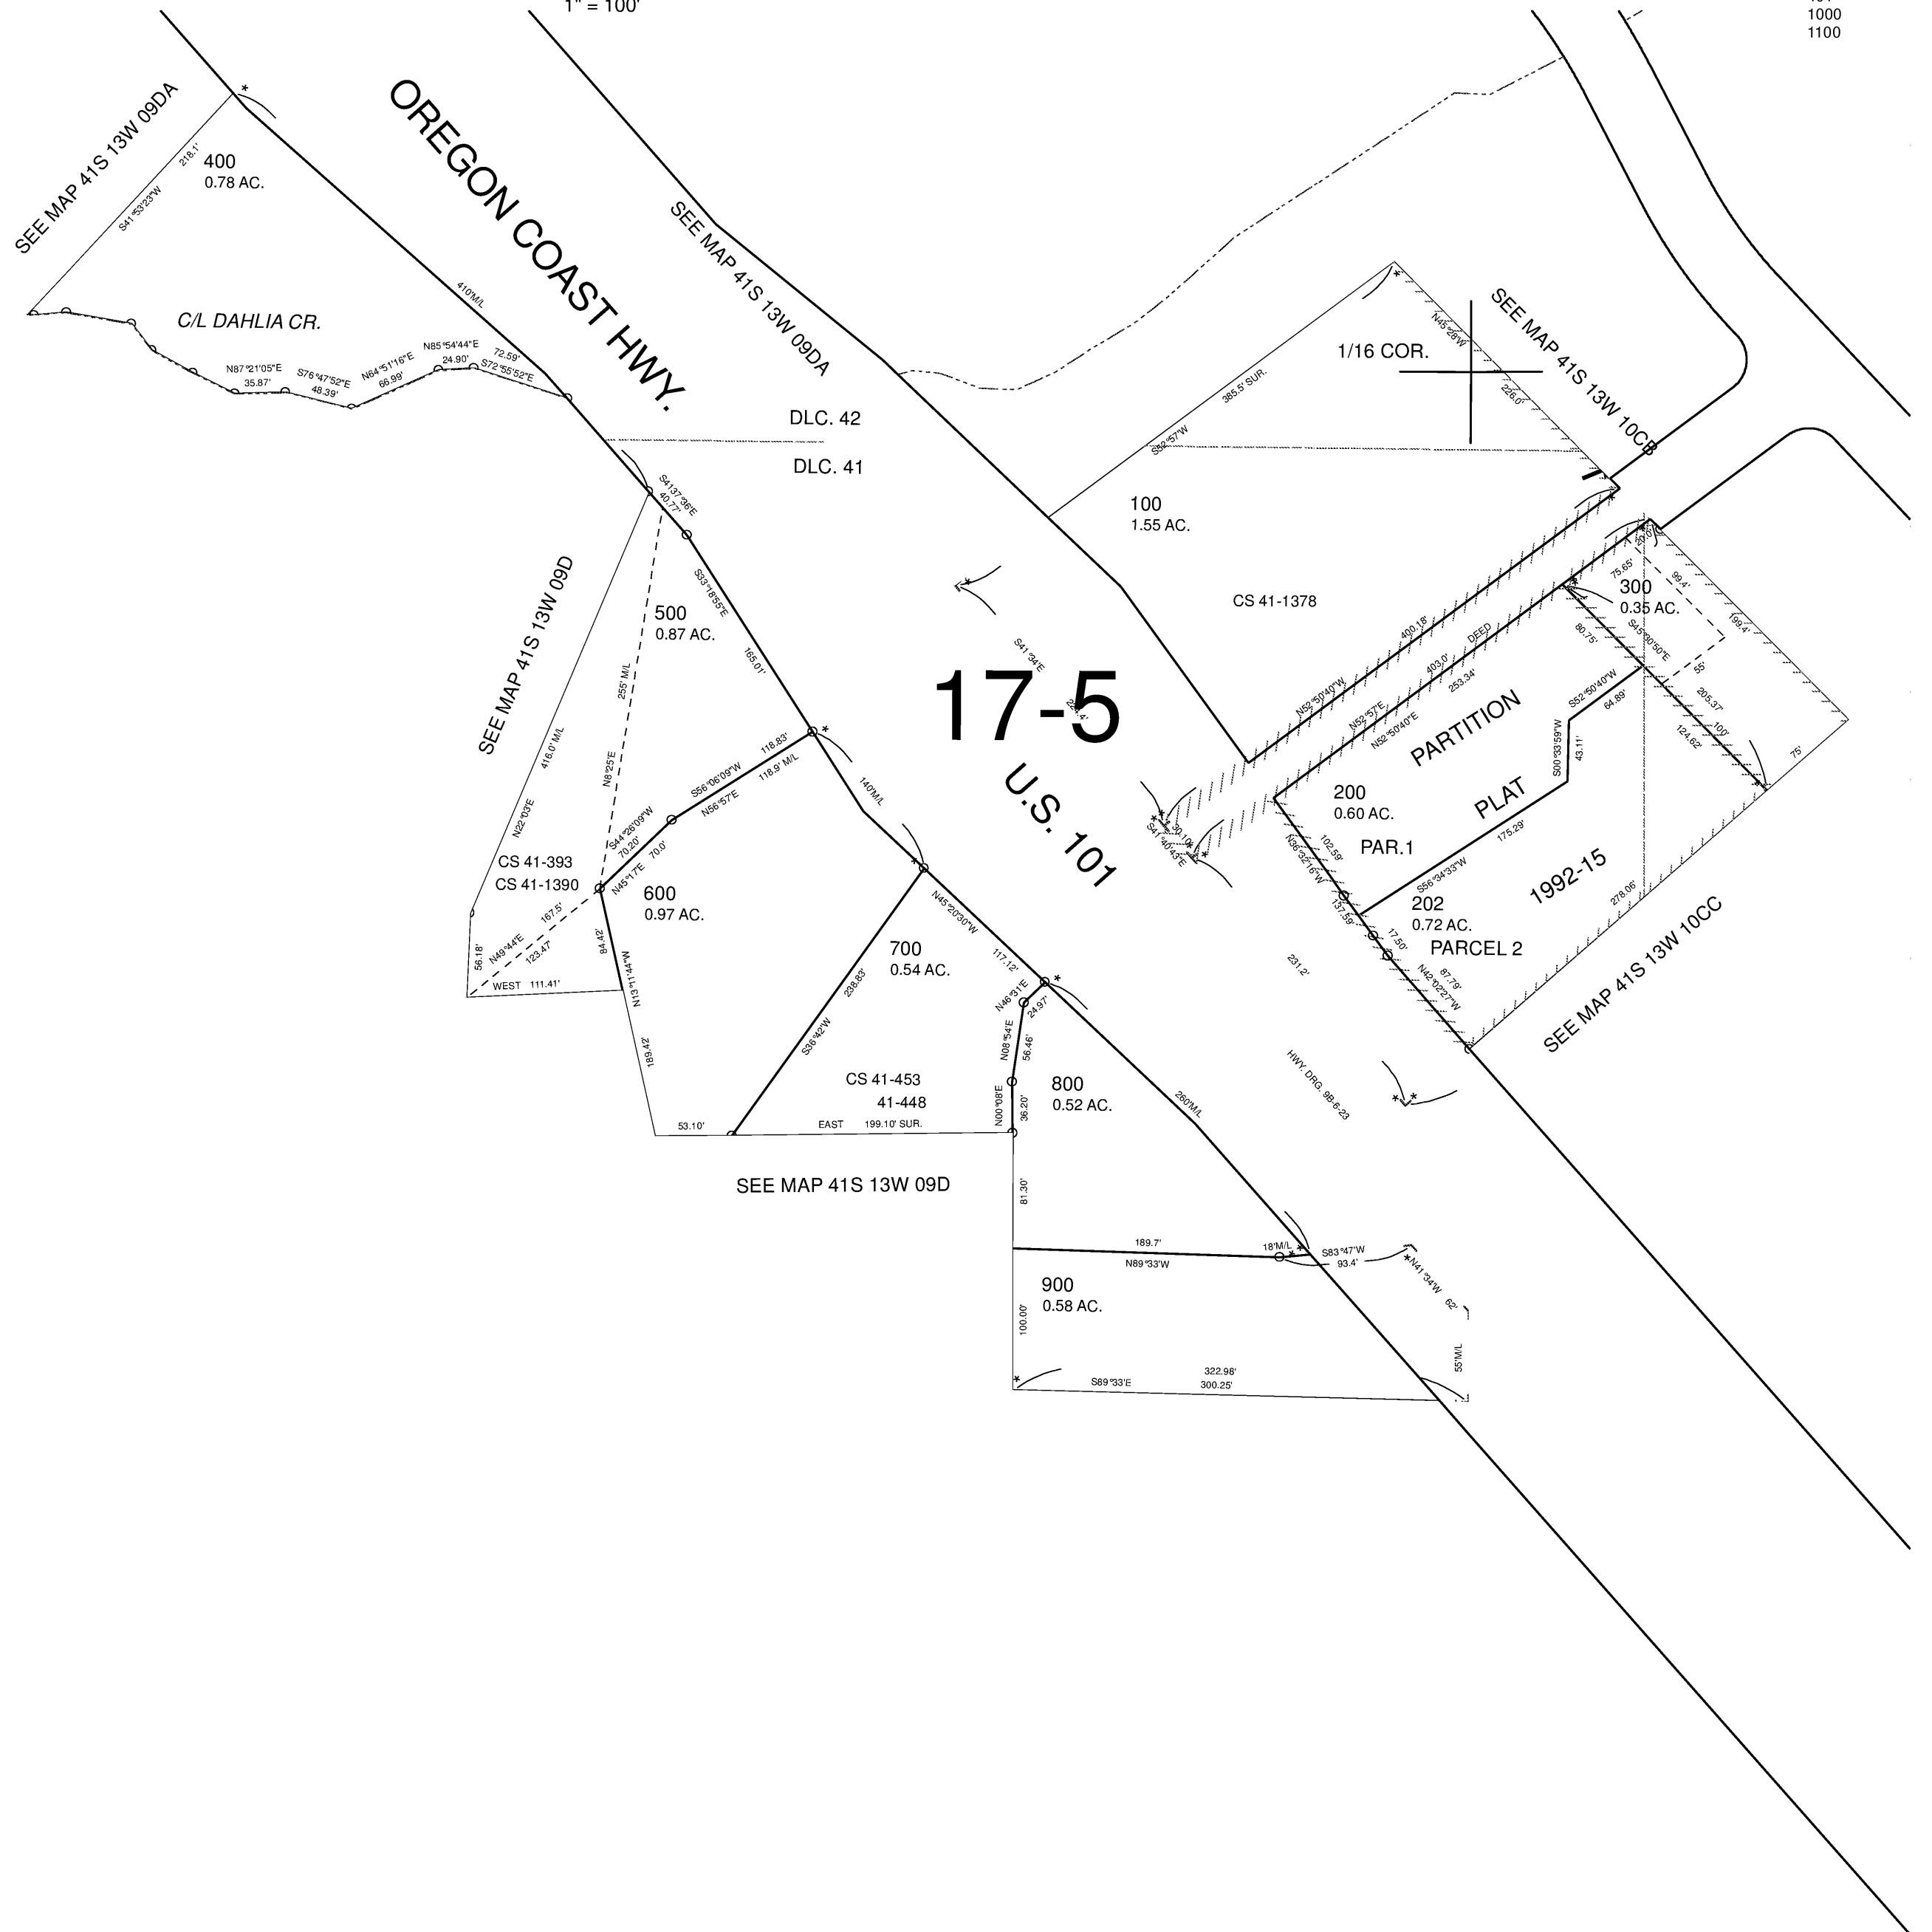 1" = 100'
1000
1100
SEE MAP 41S 13W 09DA
218.1'
S41°53'23"W
400
0.78 AC.
OREGON COAST HWY.
SEE MAP 41S 13W 09DA
410'M/L
C/L DAHLIA CR.
N87°21'05"E
35.87'
S76°47'52"E
48.39'
N64°51'16"E
66.99'
N85°54'44"E
24.90'
72.59'
S72°55'52"E
DLC. 42
DLC. 41
1/16 COR.
N45°28'W
226.0'
SEE MAP 41S 13W 10CB
385.5' SUR.
S52°57'W
100
1.55 AC.
CS 41-1378
S4137°36'E
40.77'
S33°18'55"E
165.01'
500
0.87 AC.
255' M/L
N8°25'E
SEE MAP 41S 13W 09D
416.0' M/L
N22°03'E
CS 41-393
CS 41-1390
56.18'
167.5'
N49°44'E
123.47'
WEST 111.41'
S56°06'09"W
118.83'
N56°57'E
118.9' M/L
S44°26'09"W
70.20'
N45°17'E
70.0'
140'M/L
600
0.97 AC.
84.42'
N13°11'44"W
189.42'
53.10'
17-5
U.S. 101
S41°34'E
400.18'
N52°50'40"W
DEED
403.0'
N52°57'E
253.34'
N52°50'40"E
30.10'
S41°40'43"E
20.0'
75.65'
99.4'
300
0.35 AC.
199.4'
80.75'
S45°00'50"E
55'
205.37'
100'
124.62'
75'
S52°50'40"W
64.89'
S00°33'59"W
43.11'
PARTITION
PLAT
1992-15
200
0.60 AC.
PAR.1
102.59'
N36°32'16"W
137.59'
175.29'
S56°34'33"W
202
0.72 AC.
PARCEL 2
17.50'
87.79'
N42°02'27"W
278.06'
SEE MAP 41S 13W 10CC
231.2'
HWY. DRG. 9B-6-23
700
0.54 AC.
238.83'
S36°42'W
N45°20'30"W
117.12'
N46°31'E
24.97'
N08°54'E
56.46'
N00°08'E
36.20'
CS 41-453
41-448
EAST 199.10' SUR.
800
0.52 AC.
260'M/L
SEE MAP 41S 13W 09D
81.30'
189.7'
N89°33'W
18'M/L
S83°47'W
93.4'
N41°34'W
62'
55'M/L
900
0.58 AC.
100.00'
322.98'
S89°33'E
300.25'